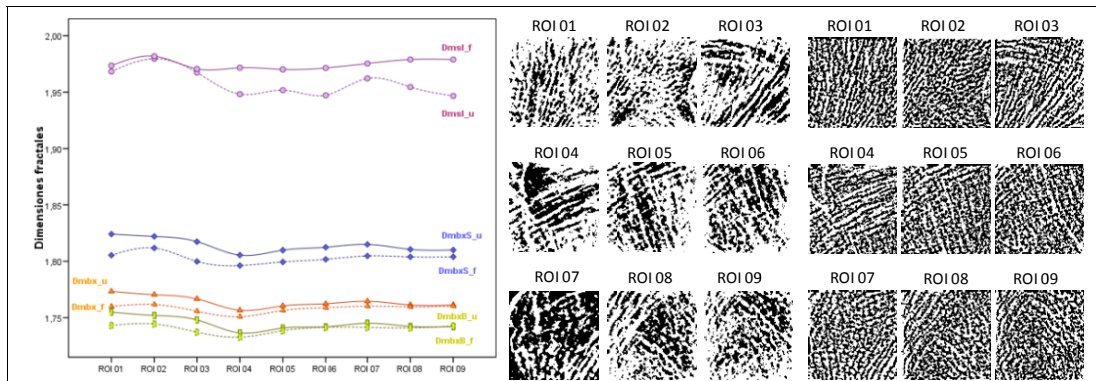 Dimensiones fractales
2,00
1,95
1,90
1,85
1,80
1,75
Dmsl_f
Dmsl_u
DmbxS_u
DmbxS_f
Dmbx_u
Dmbx_f
DmbxB_u
DmbxB_f
ROI 01 ROI 02 ROI 03 ROI 04 ROI 05 ROI 06 ROI 07 ROI 08 ROI 09
ROI 01 ROI 02 ROI 03 ROI 01 ROI 02 ROI 03
ROI 04 ROI 05 ROI 06 ROI 04 ROI 05 ROI 06
ROI 07 ROI 08 ROI 09 ROI 07 ROI 08 ROI 09